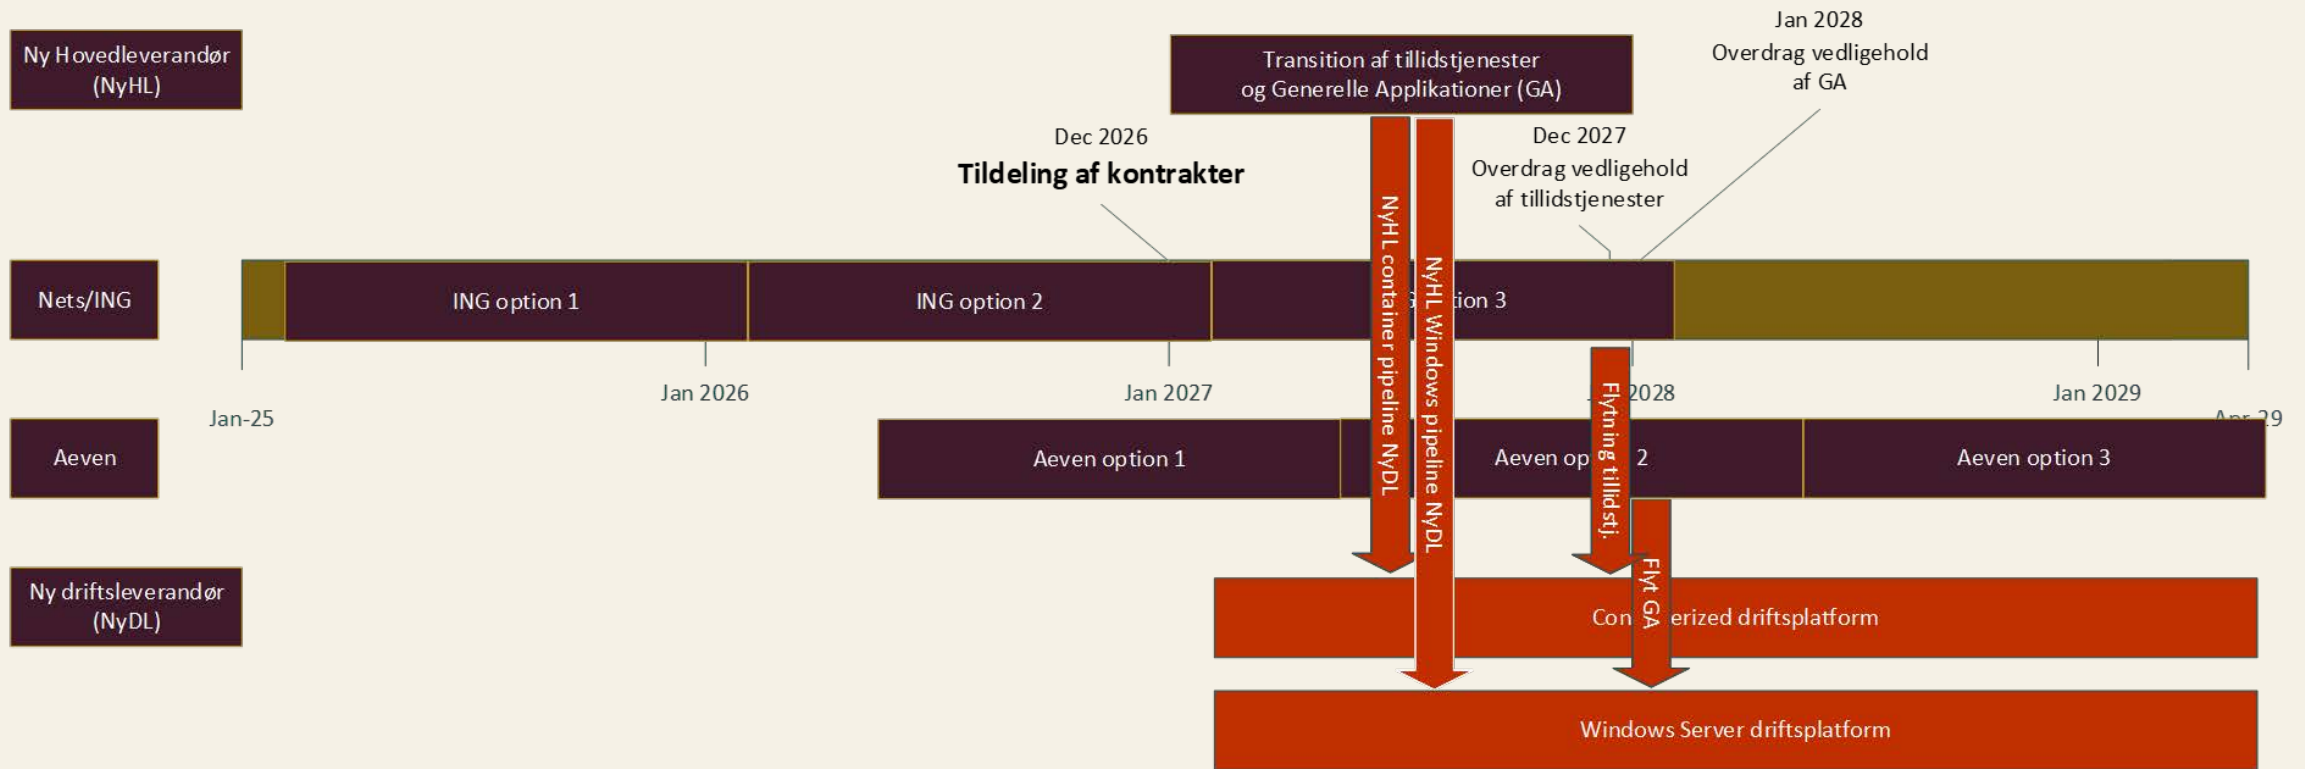 Jan 2028
Overdrag vedligehold
af GA
Ny Hovedleverandør
(NyHL)
Transition af tillidstjenester
og Generelle Applikationer (GA)
Dec 2026
Tildeling af kontrakter
Dec 2027
Overdrag vedligehold
af tillidstjenester
NyHL container pipeline NyDL
NyHL Windows pipeline NyDL
Nets/ING
ING option 1
ING option 2
tion 3
Jan-25
Jan 2026
Jan 2027
2028
Jan 2029
Flytning tillidstj.
Aeven
Aeven option 1
Aeven op 2
Aeven option 3
Flyt GA
Ny driftsleverandør
(NyDL)
Con erized driftsplatform
Windows Server driftsplatform